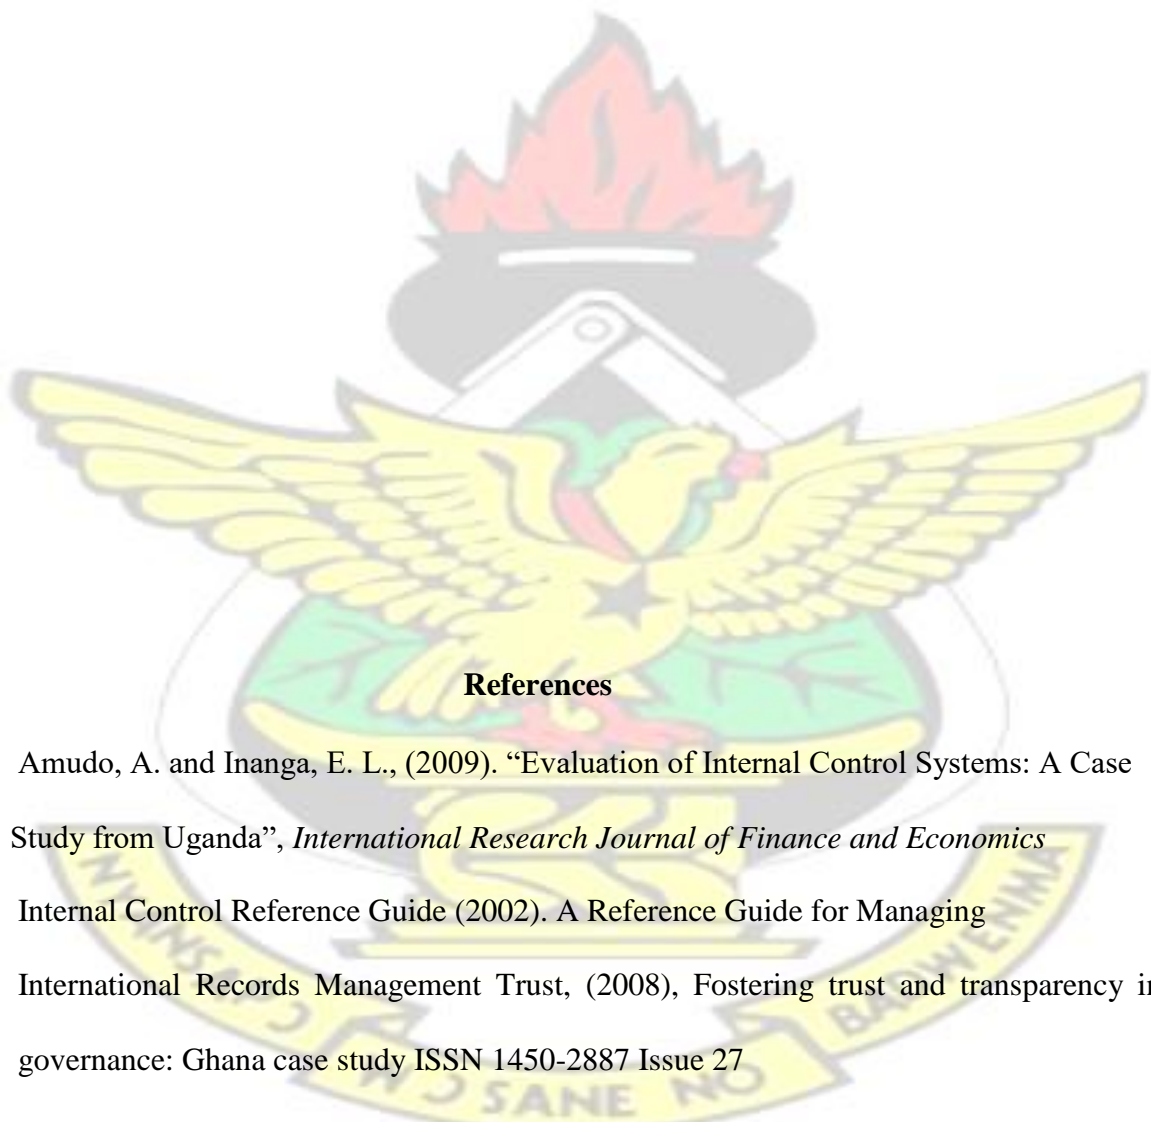 References
Amudo, A. and Inanga, E. L., (2009). “Evaluation of Internal Control Systems: A Case
Study from Uganda”, International Research Journal of Finance and Economics
Internal Control Reference Guide (2002). A Reference Guide for Managing
International Records Management Trust, (2008), Fostering trust and transparency in
governance: Ghana case study ISSN 1450-2887 Issue 27
SANE NO